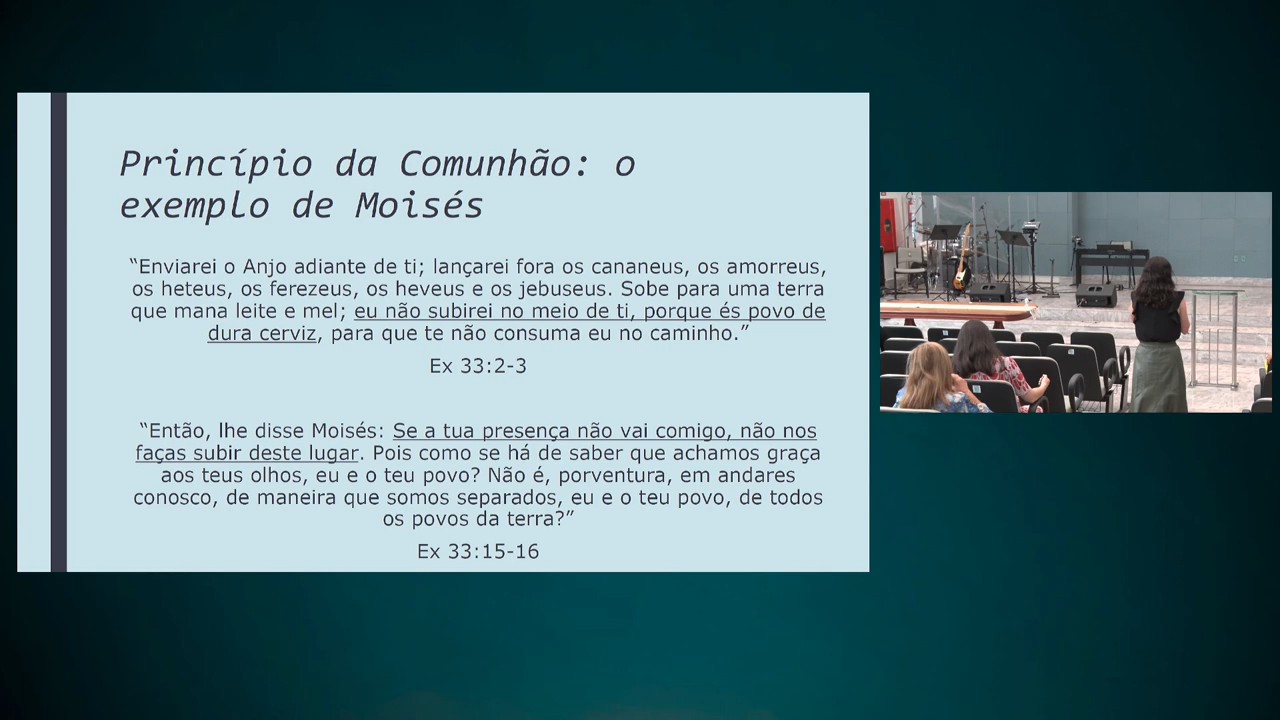 Princípio da Comunhão: o
exemplo de Moisés
“Enviarei o Anjo adiante de ti; lançarei fora os cananeus, os amorreus,
os heteus, os ferezeus, os heveus e os jebuseus. Sobe para uma terra
que mana leite e mel; eu não subirei no meio de ti, porque és povo de
dura cerviz, para que te não consuma eu no caminho.”
Ex 33:2-3
“Então, lhe disse Moisés: Se a tua presença não vai comigo, não nos
faças subir deste lugar. Pois como se há de saber que achamos graça
aos teus olhos, eu e o teu povo? Não é, porventura, em andares
conosco, de maneira que somos separados, eu e o teu povo, de todos
os povos da terra?”
Ex 33:15-16